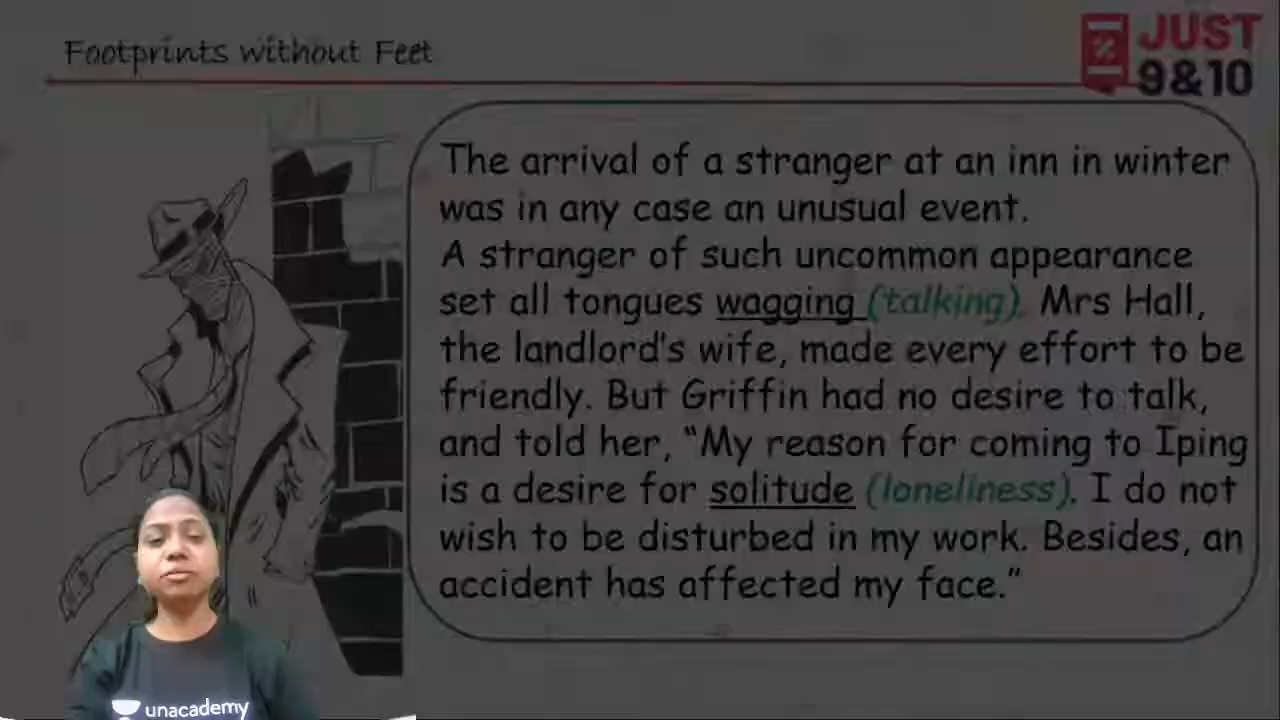 Footprints without Feet
JUST
9&10
The arrival of a stranger at an inn in winter
was in any case an unusual event.
A stranger of such uncommon appearance
set all tongues wagging (talking). Mrs Hall,
the landlord's wife, made every effort to be
friendly. But Griffin had no desire to talk,
and told her, “My reason for coming to Iping
is a desire for solitude (loneliness). I do not
wish to be disturbed in my work. Besides, an
accident has affected my face.”
unacademy